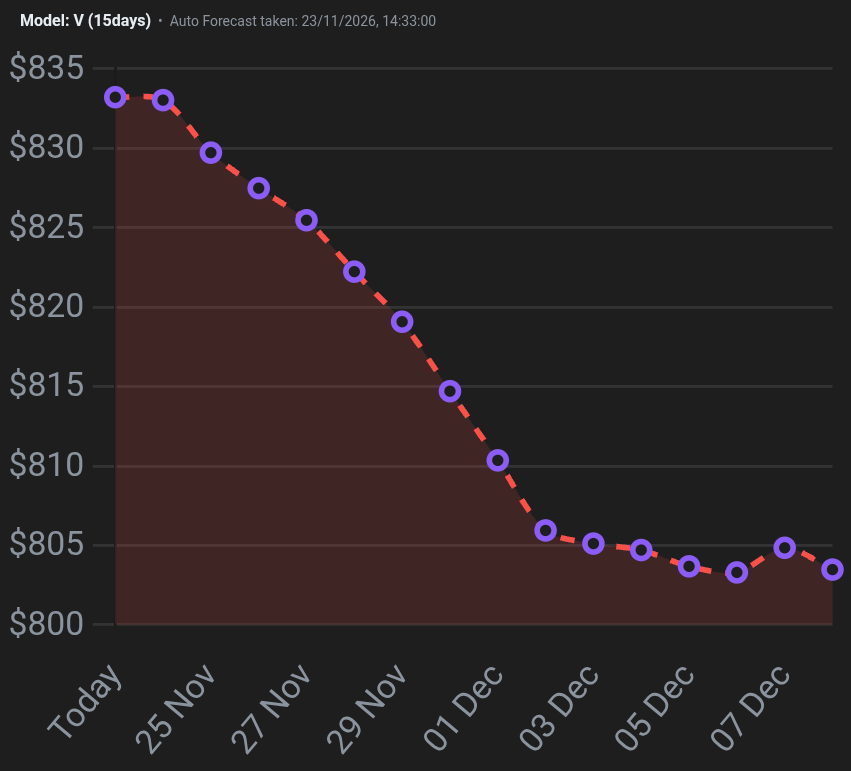 Model: V (15days) • Auto Forecast taken: 23/11/2026, 14:33:00
$835
$830
$825
$820
$815
$810
$805
$800
Today
25 Nov
27 Nov
29 Nov
01 Dec
03 Dec
05 Dec
07 Dec